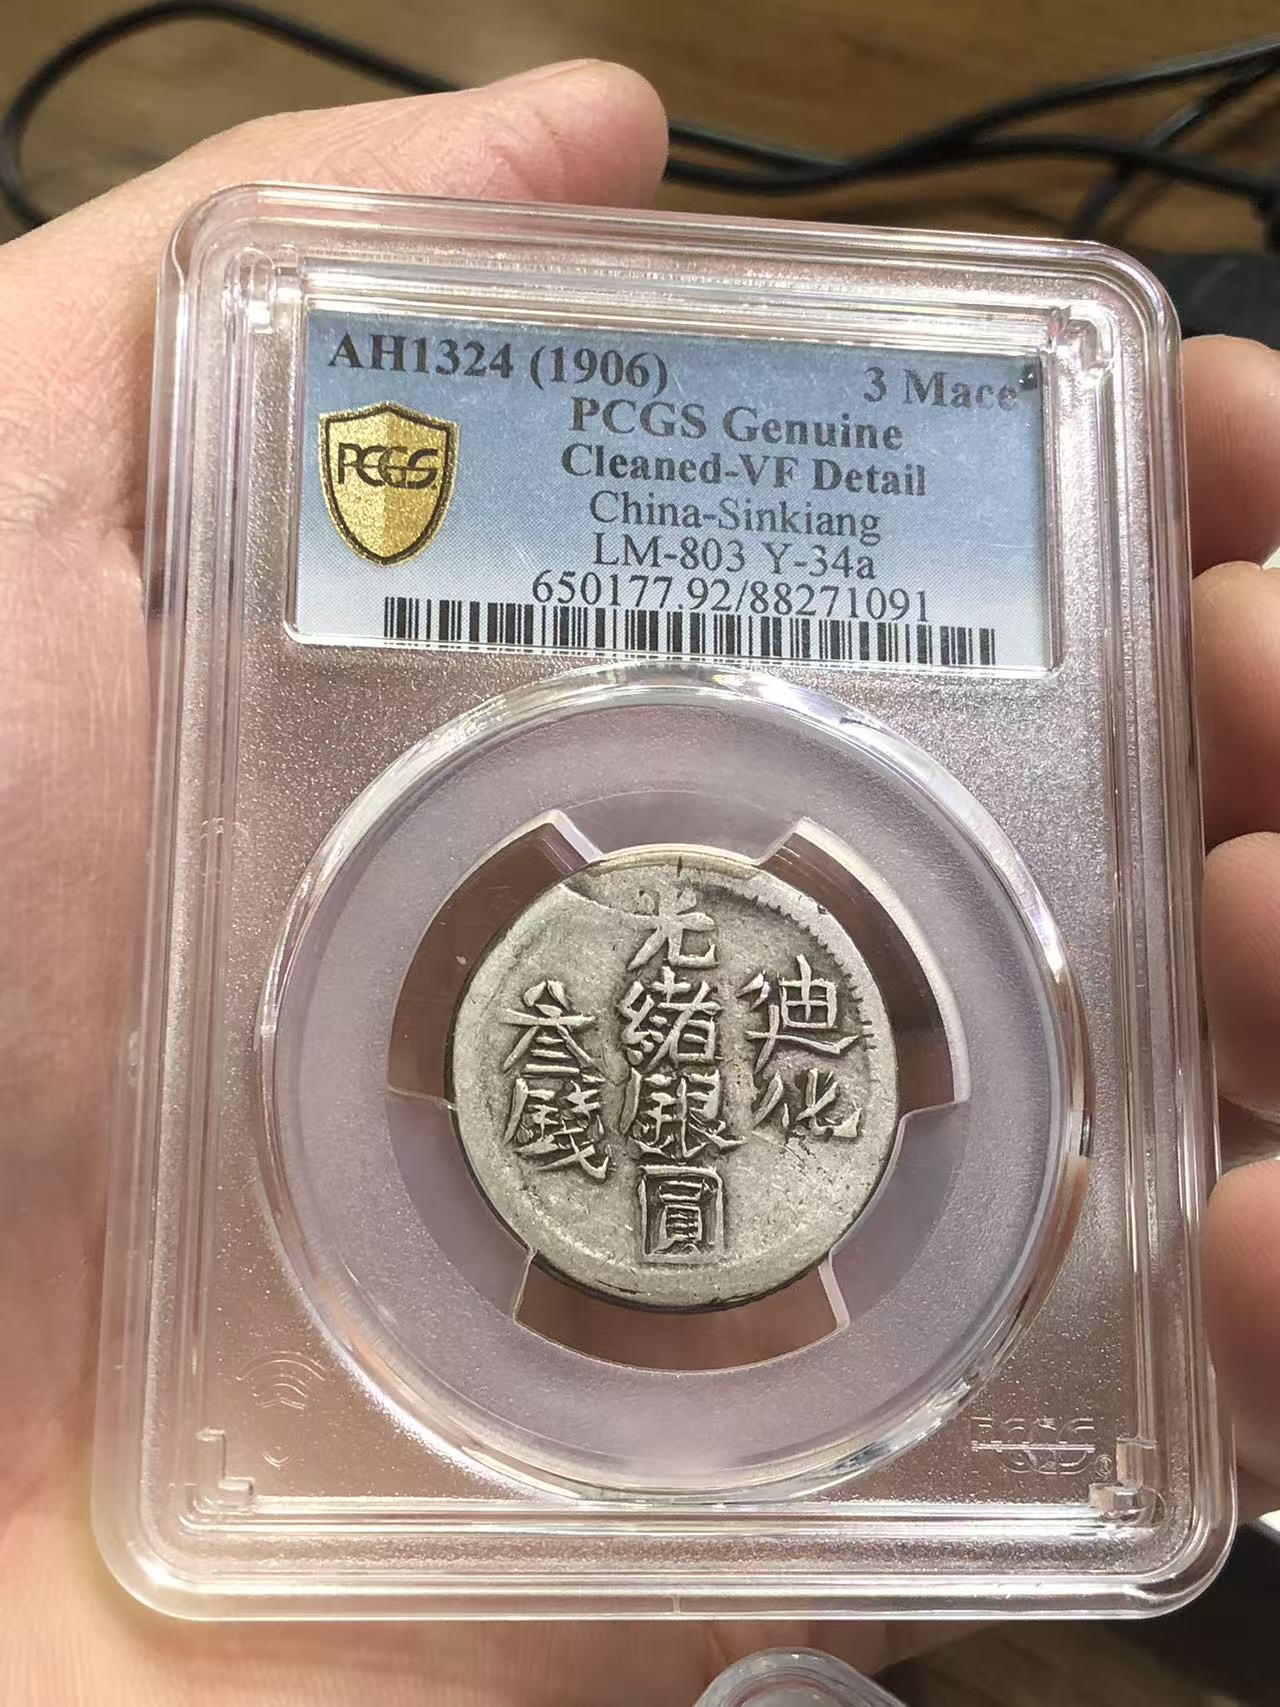 AH1324 (1906) 3 Mace
PCGS Genuine
PCGS
Cleaned-VF Detail
China-Sinkiang
LM-803 Y-34a
650177.92/88271091
迪化
光緒銀圓
叁錢
PCGS